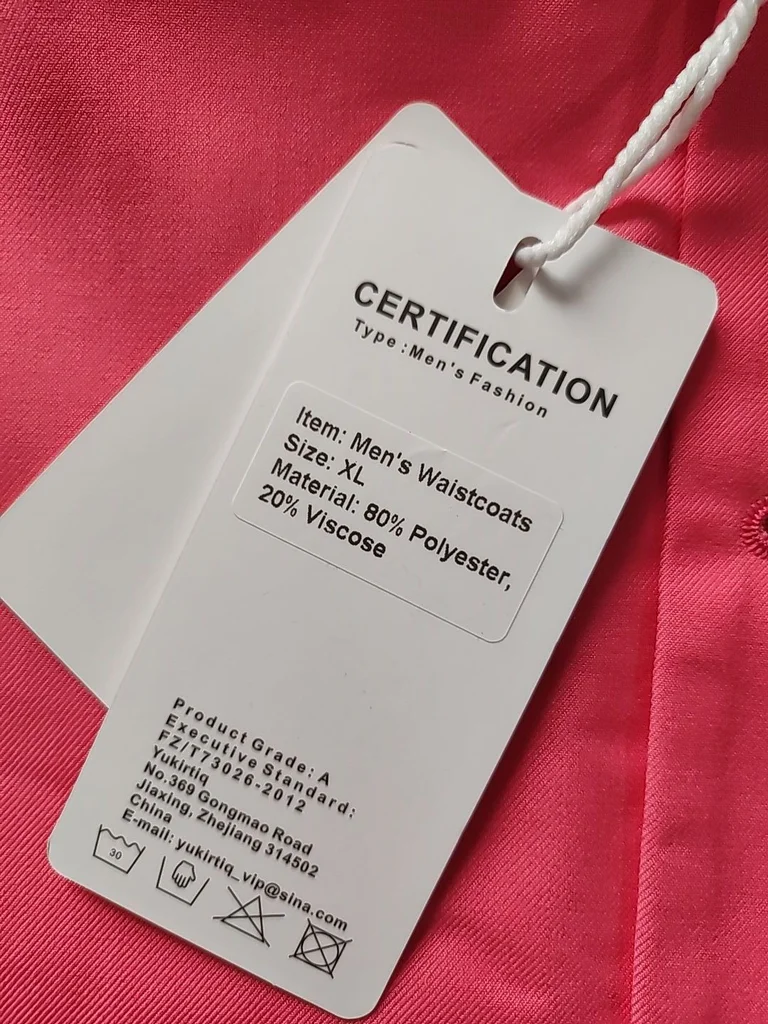 CERTIFICATION
Type:Men's Fashion
Item: Men's Waistcoats
Size: XL
Material: 80% Polyester,
20% Viscose
Product Grade: A
Executive Standard:
FZ/T73026-2012
Yukirtiq
No.369 Gongmao Road
Jiaxing, Zhejiang 314502
China
E-mail: yukirtiq_vip@sina.com
30